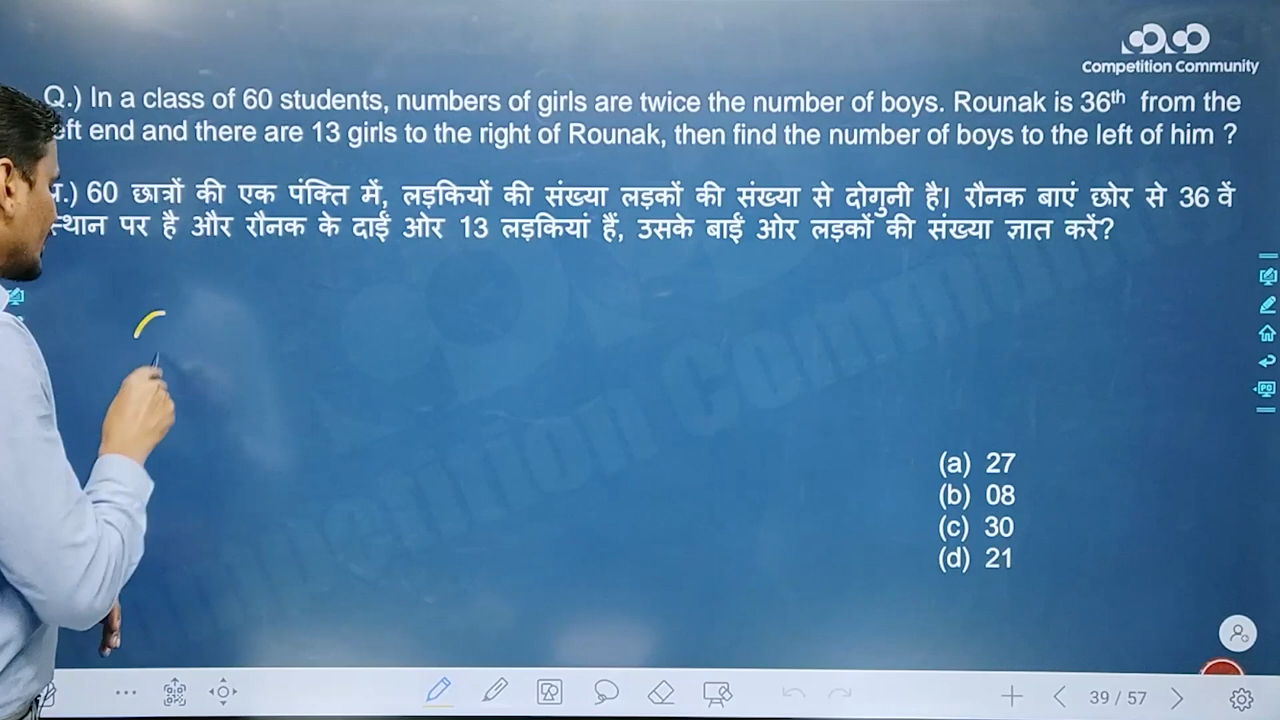 Competition Community
Q.) In a class of 60 students, numbers of girls are twice the number of boys. Rounak is 36th from the
end and there are 13 girls to the right of Rounak, then find the number of boys to the left of him ?
60 छात्रों की एक पंक्ति में, लड़कियों की संख्या लड़कों की संख्या से दोगुनी है। रौनक बाएं छोर से 36 वें
स्थान पर है और रौनक के दाईं ओर 13 लड़कियां हैं, उसके बाईं ओर लड़कों की संख्या ज्ञात करें?
(a) 27
(b) 08
(c) 30
(d) 21
39 / 57